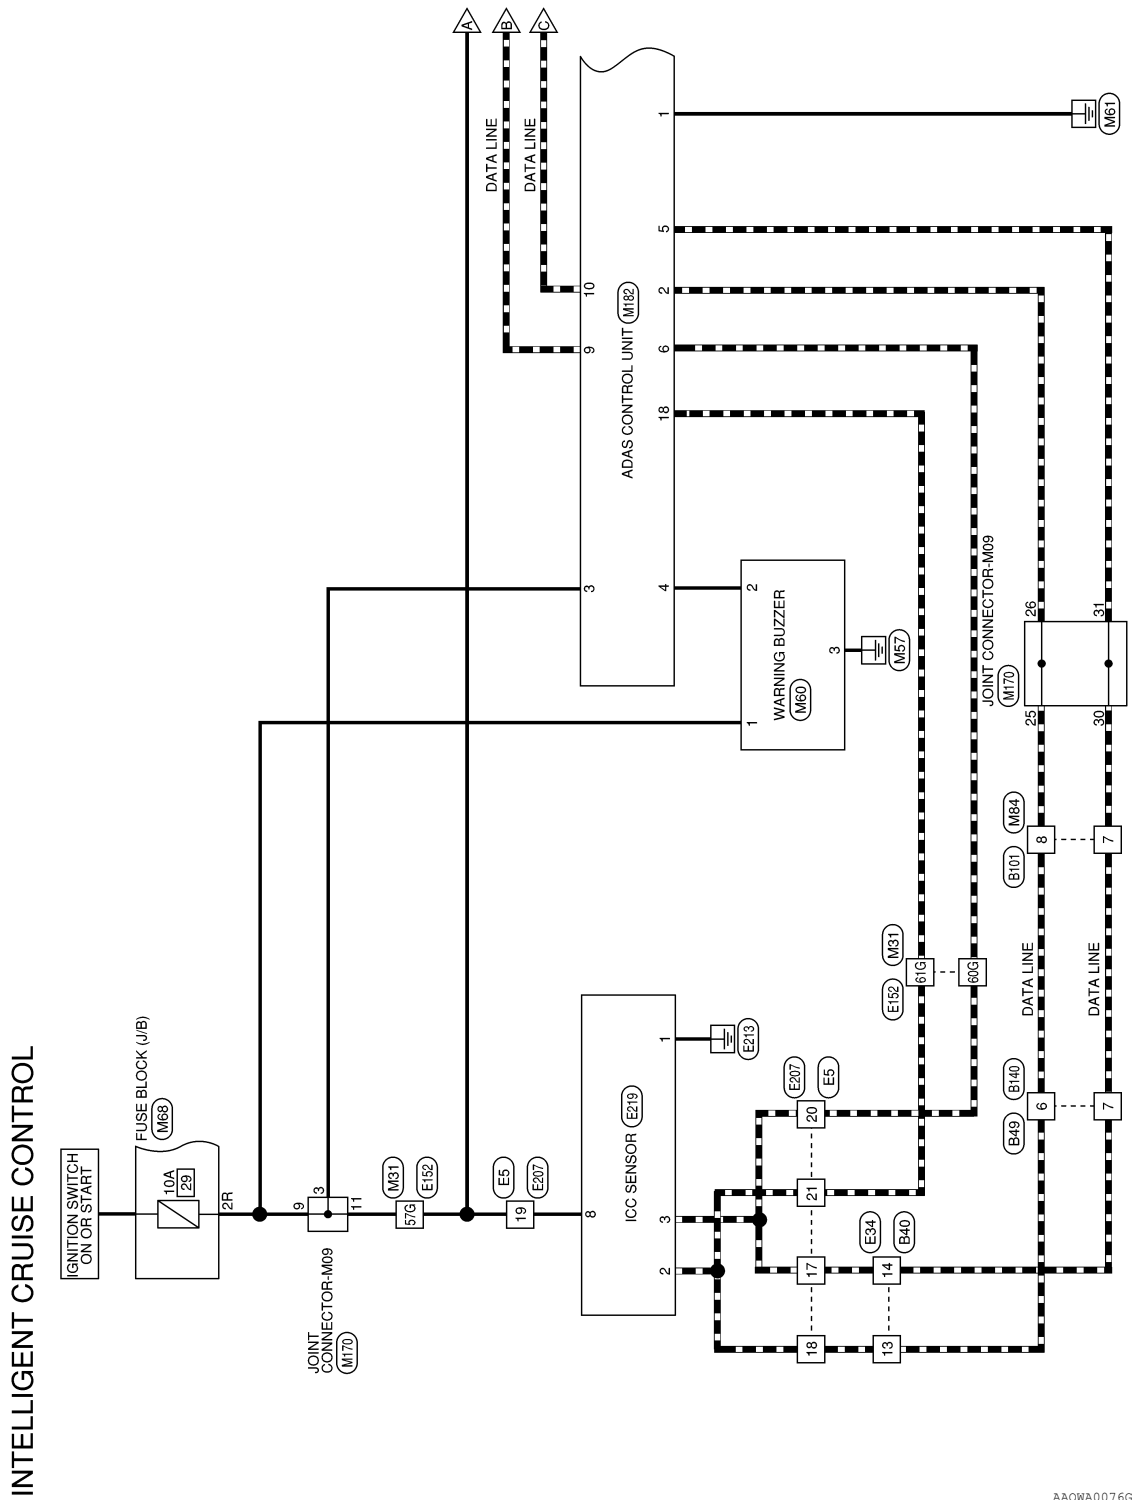 INTELLIGENT CRUISE CONTROL
IGNITION SWITCH
ON OR START
FUSE BLOCK (J/B)
M68
10A
29
2R
JOINT
CONNECTOR-M09
M170
9
3
11
57G
M31
E152
19
E5
E207
A
B
C
DATA LINE
DATA LINE
8
ICC SENSOR
E219
2
3
1
E213
3
10
9
ADAS CONTROL UNIT
M182
4
18
6
2
5
1
M61
1
2
WARNING BUZZER
M60
3
M57
18
17
21
20
E207
E5
13
14
E34
B40
61G
60G
E152
M31
JOINT CONNECTOR-M09
M170
25
26
30
31
B49
B140
6
7
DATA LINE
DATA LINE
B101
M84
8
7
AAOWA0076G